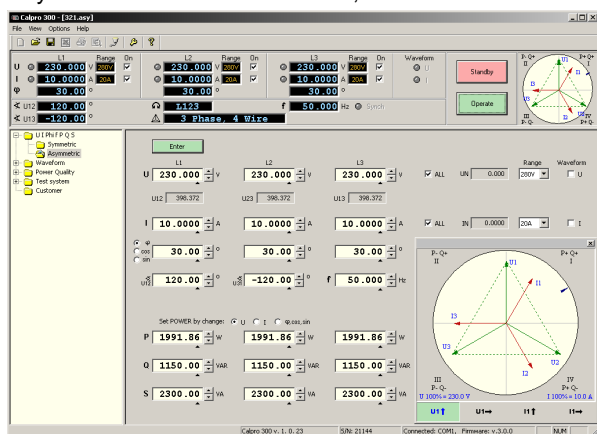 Calpro 300 - [321.asy]
File View Options Help
L1 Range On L2 Range On L3 Range On Waveform
U 230.000 V 280V 230.000 V 280V 230.000 V 280V U
I 10.0000 A 20A 10.0000 A 20A 10.0000 A 20A I
φ 30.00 ° 30.00 ° 30.00 °
∢ U12 120.00 ° L123 f 50.000 Hz Synch
∢ U13 -120.00 ° 3 Phase, 4 Wire
Standby
Operate
P- Q+ P+ Q+
II I
U1
I1
I3
U3 U2
I2
III IV
P- Q- P+ Q-
U I Phi f P Q S
Symmetric
Asymmetric
Waveform
Power Quality
Test system
Customer
Enter
L1 L2 L3 Range Waveform
U 230.000 V 230.000 V 230.000 V ALL UN 0.000 280V U
U12 398.372 U23 398.372 U13 398.372
I 10.0000 A 10.0000 A 10.0000 A ALL IN 0.0000 20A I
φ
cos 30.00 ° 30.00 ° 30.00 °
sin
∢ U12 120.00 ° ∢ U13 -120.00 ° f 50.000 Hz
Set POWER by change: U I φ,cos,sin
P 1991.86 W 1991.86 W 1991.86 W
Q 1150.00 VAR 1150.00 VAR 1150.00 VAR
S 2300.00 VA 2300.00 VA 2300.00 VA
P- Q+ P+ Q+
II I
U1
I1
I3
U3 U2
I2
III IV
P- Q- P+ Q-
U 100% = 230.0 V I 100% = 10.0 A
U1↑ U1→ I1↑ I1→
Calpro 300 v. 1. 0. 23 S/N: 21144 Connected: COM1, Firmware: v.3.0.0 NUM